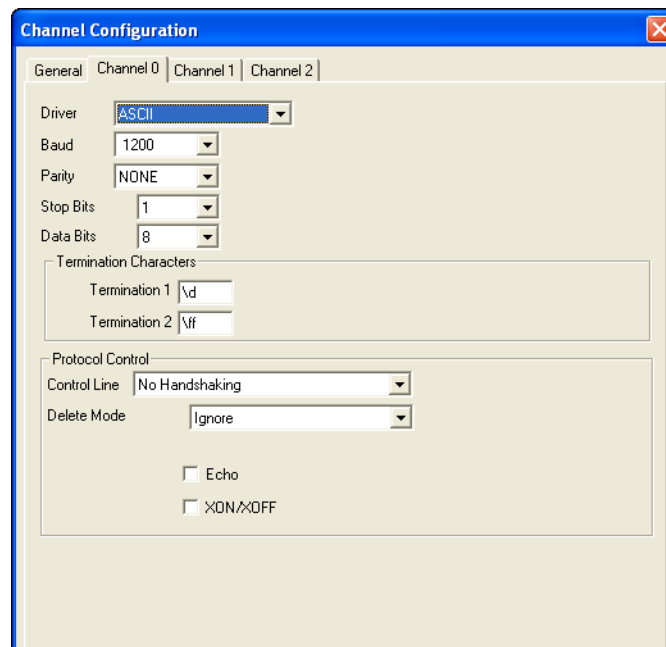 Channel Configuration
General Channel 0 Channel 1 Channel 2
Driver ASCII
Baud 1200
Parity NONE
Stop Bits 1
Data Bits 8
Termination Characters
Termination 1 \d
Termination 2 \ff
Protocol Control
Control Line No Handshaking
Delete Mode Ignore
Echo
XON/XOFF